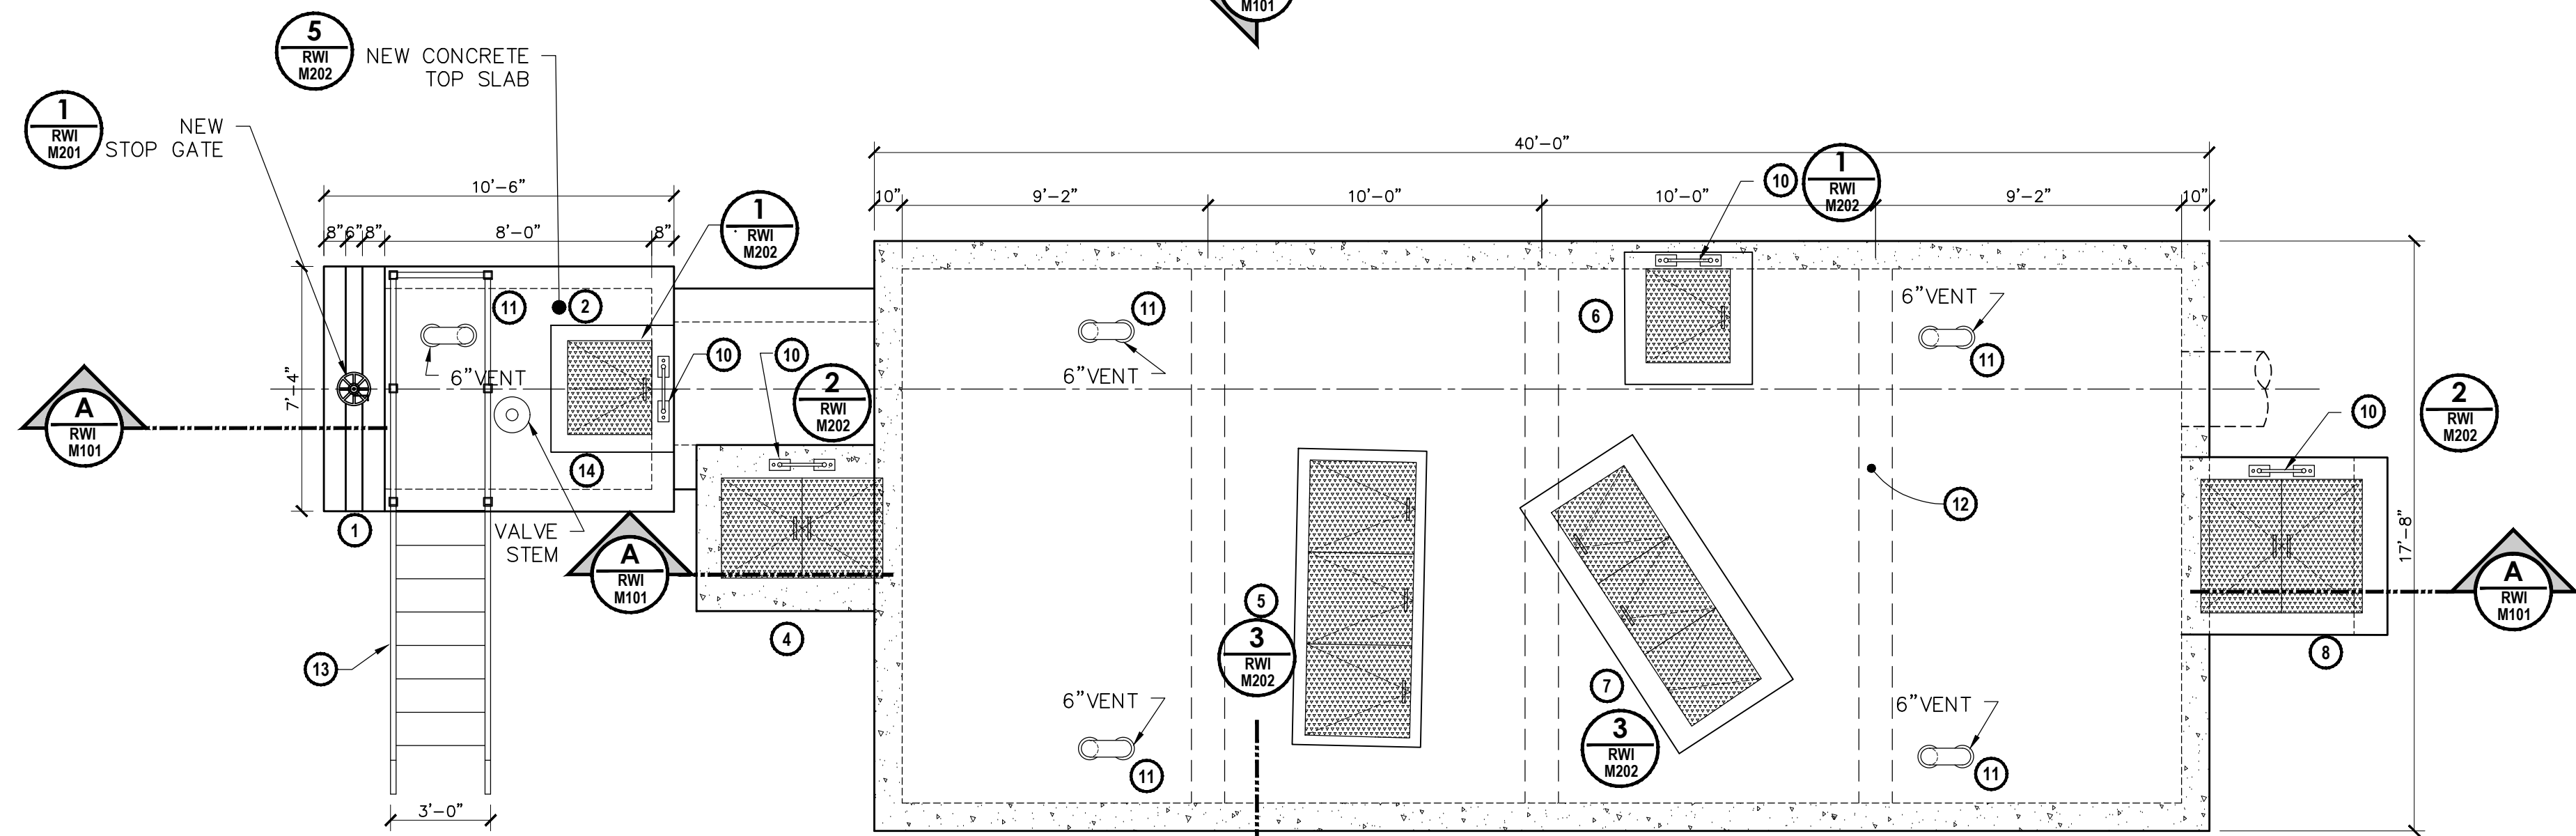 M101
5
RWI
M202
NEW CONCRETE
TOP SLAB
1
RWI
M201
NEW
STOP GATE
40'-0"
10
1
RWI
M202
10'-6"
1
RWI
M202
10"
9'-2"
10'-0"
10'-0"
9'-2"
10"
8"
6"
8"
8'-0"
8"
11
2
11
6"VENT
6
6"VENT
11
10
10
6"VENT
6"VENT
7'-4"
2
RWI
M202
A
RWI
M101
2
RWI
M202
10
14
12
1
VALVE
STEM
A
RWI
M101
17'-8"
A
RWI
M101
5
3
RWI
M202
4
8
13
7
3
RWI
M202
6"VENT
11
6"VENT
11
3'-0"